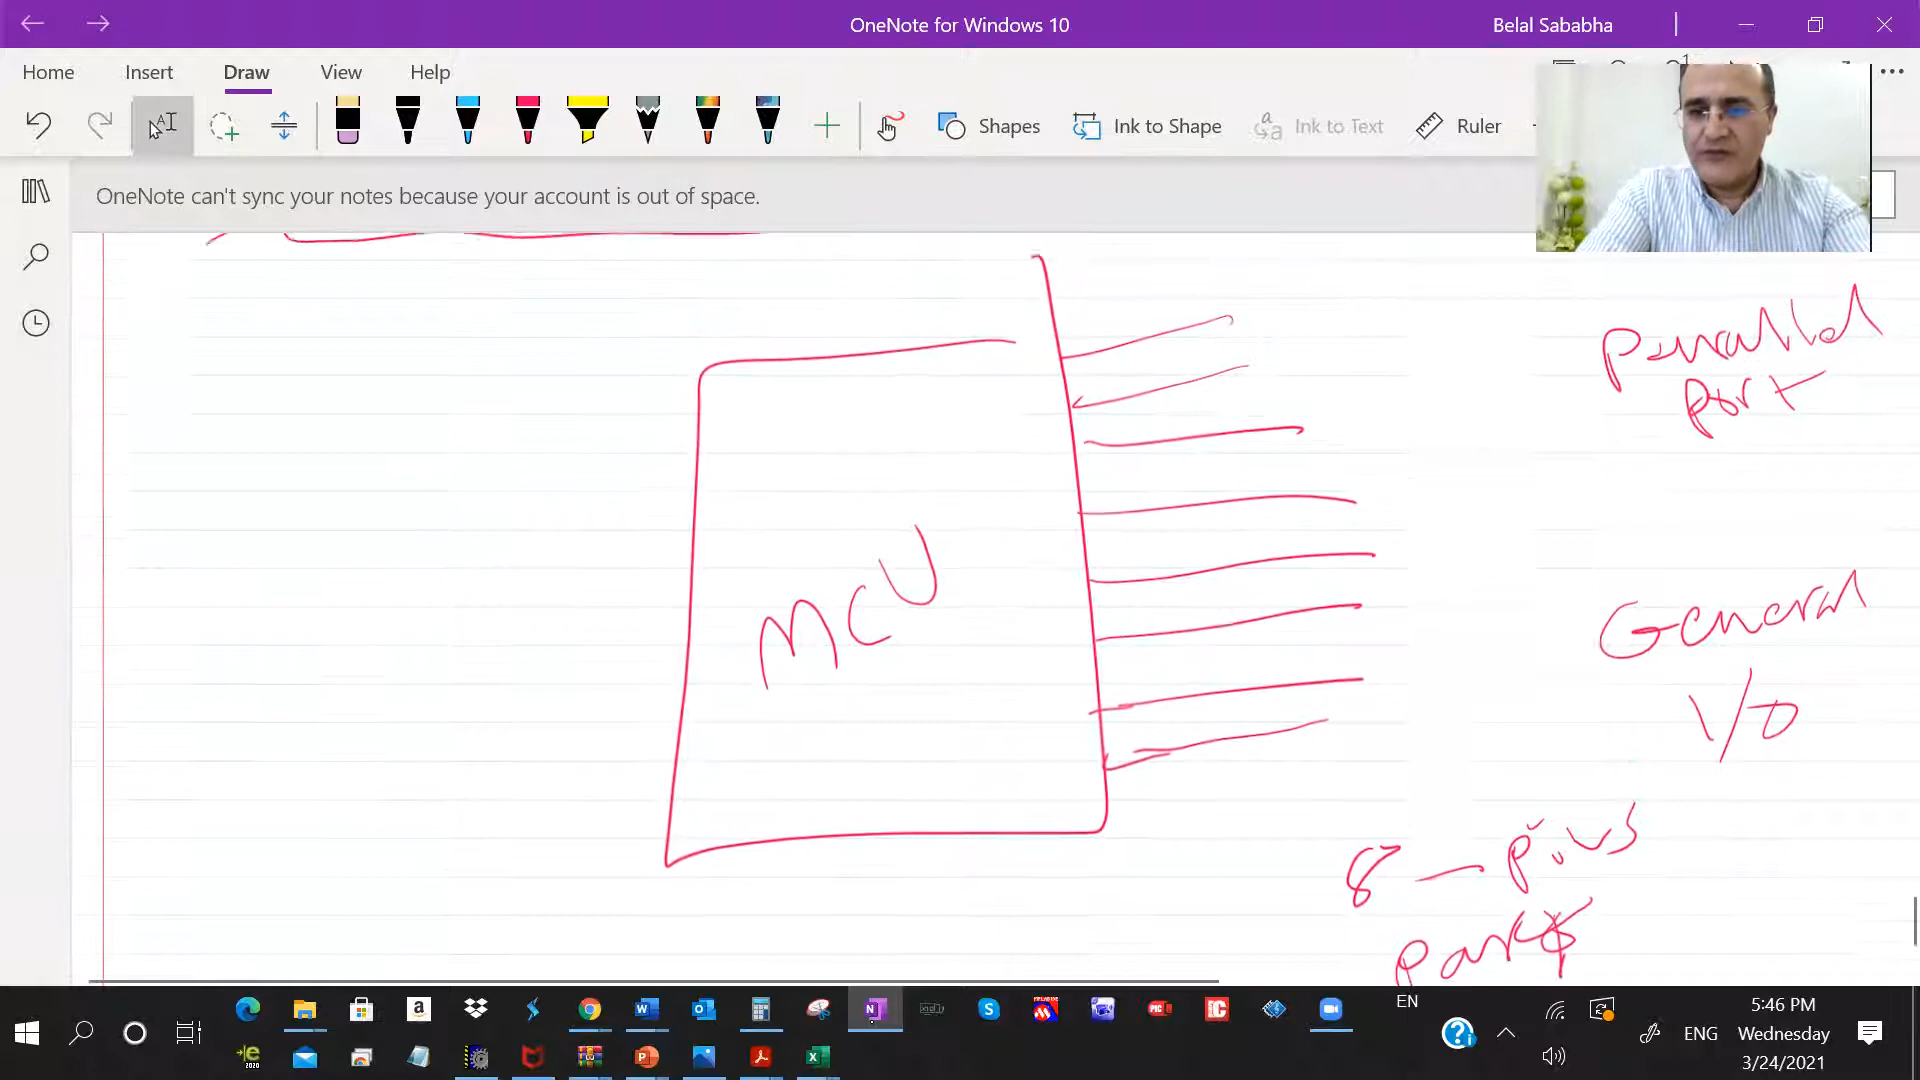 OneNote for Windows 10
Belal Sababha
Home Insert Draw View Help
Shapes Ink to Shape Ink to Text Ruler
OneNote can't sync your notes because your account is out of space.
Parallel
port
MCU
General
I/O
8 — pins
port
EN
5:46 PM
ENG Wednesday
3/24/2021